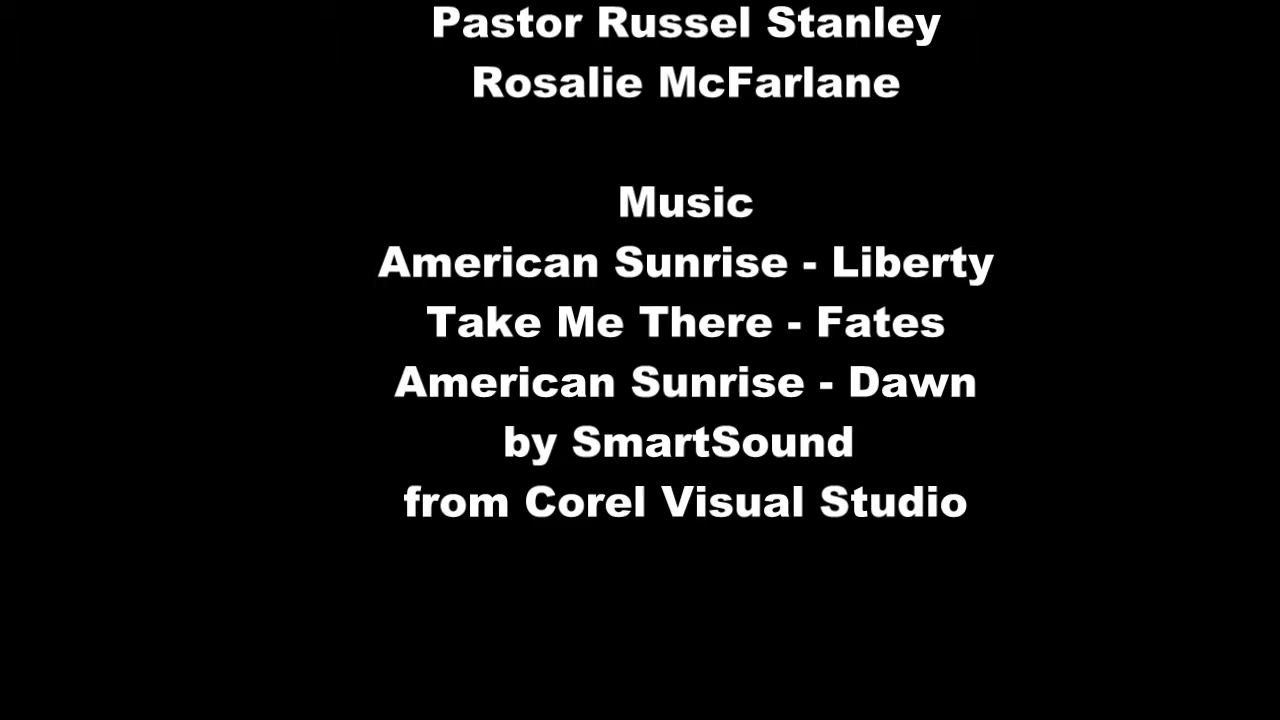 Pastor Russel Stanley
Rosalie McFarlane
Music
American Sunrise - Liberty
Take Me There - Fates
American Sunrise - Dawn
by SmartSound
from Corel Visual Studio